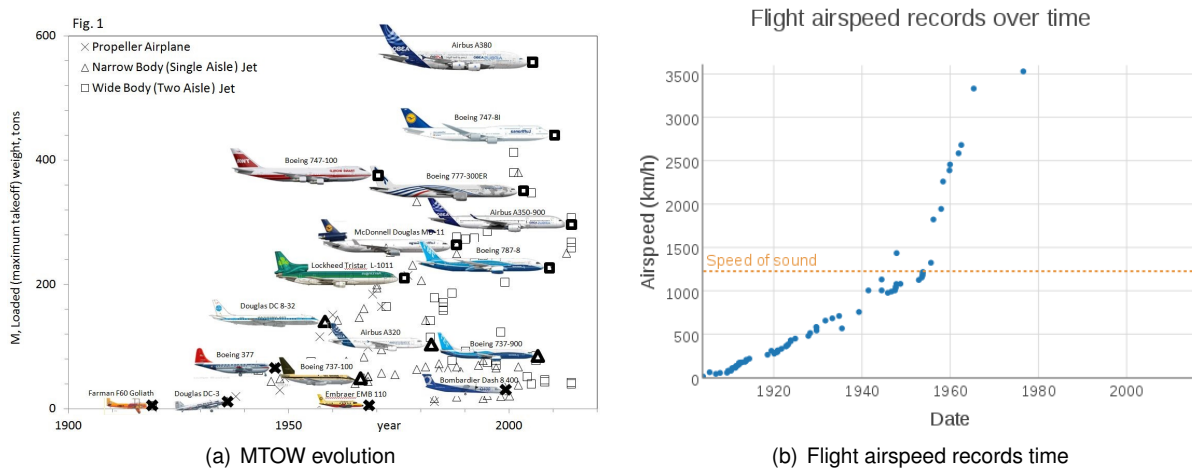 Fig. 1
600
× Propeller Airplane
△ Narrow Body (Single Aisle) Jet
□ Wide Body (Two Aisle) Jet
Airbus A380
Boeing 747-8I
400
Boeing 747-100
Boeing 777-300ER
Airbus A350-900
McDonnell Douglas MD-11
Boeing 787-8
Lockheed Tristar L-1011
200
Douglas DC 8-32
Airbus A320
Boeing 737-900
Boeing 377
Boeing 737-100
Bombardier Dash 8 400
Farman F60 Goliath
Douglas DC-3
Embraer EMB 110
0
1900
1950
year
2000
M, Loaded (maximum takeoff) weight, tons
(a) MTOW evolution
Flight airspeed records over time
3500
3000
2500
2000
1500
Speed of sound
1000
500
0
1920
1940
1960
1980
2000
Airspeed (km/h)
Date
(b) Flight airspeed records time